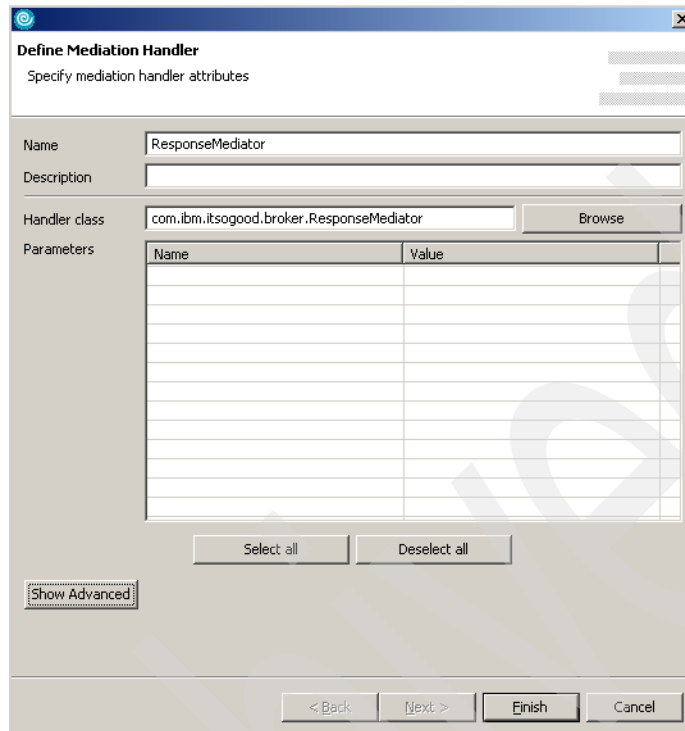 Define Mediation Handler
Specify mediation handler attributes
Name ResponseMediator
Description
Handler class com.ibm.itsogood.broker.ResponseMediator Browse
Parameters Name Value
Select all Deselect all
Show Advanced
< Back Next > Finish Cancel